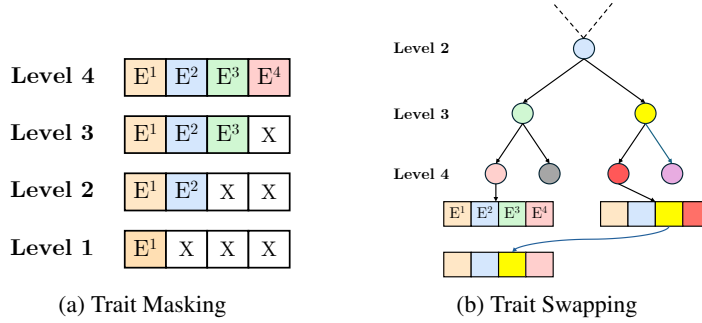 Level 4 E¹ E² E³ E⁴
Level 3 E¹ E² E³ X
Level 2 E¹ E² X X
Level 1 E¹ X X X
(a) Trait Masking
Level 2
Level 3
Level 4
E¹ E² E³ E⁴
(b) Trait Swapping